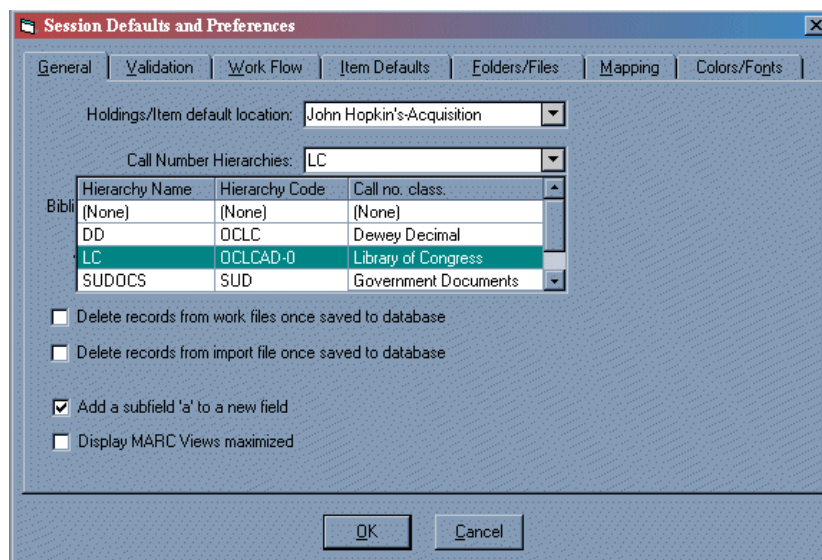 Session Defaults and Preferences
General Validation Work Flow Item Defaults Folders/Files Mapping Colors/Fonts
Holdings/Item default location: John Hopkin's-Acquisition
Call Number Hierarchies: LC
Hierarchy Name Hierarchy Code Call no. class.
Bibli
(None) (None) (None)
DD OCLC Dewey Decimal
LC OCLCAD-0 Library of Congress
SUDOCS SUD Government Documents
Delete records from work files once saved to database
Delete records from import file once saved to database
Add a subfield 'a' to a new field
Display MARC Views maximized
OK Cancel